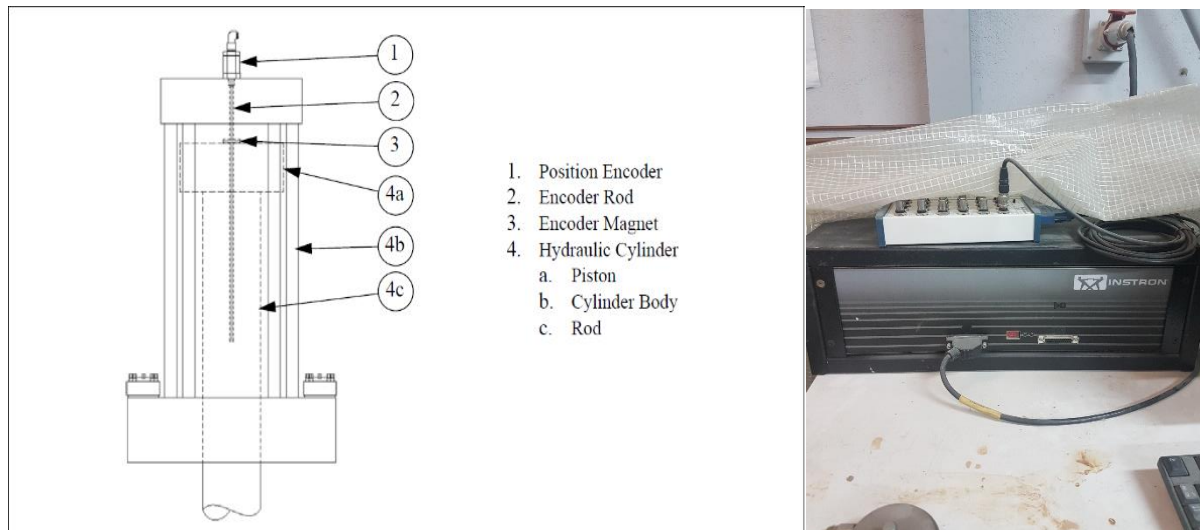 1
2
3
4a
4b
4c
1. Position Encoder
2. Encoder Rod
3. Encoder Magnet
4. Hydraulic Cylinder
a. Piston
b. Cylinder Body
c. Rod
INSTRON